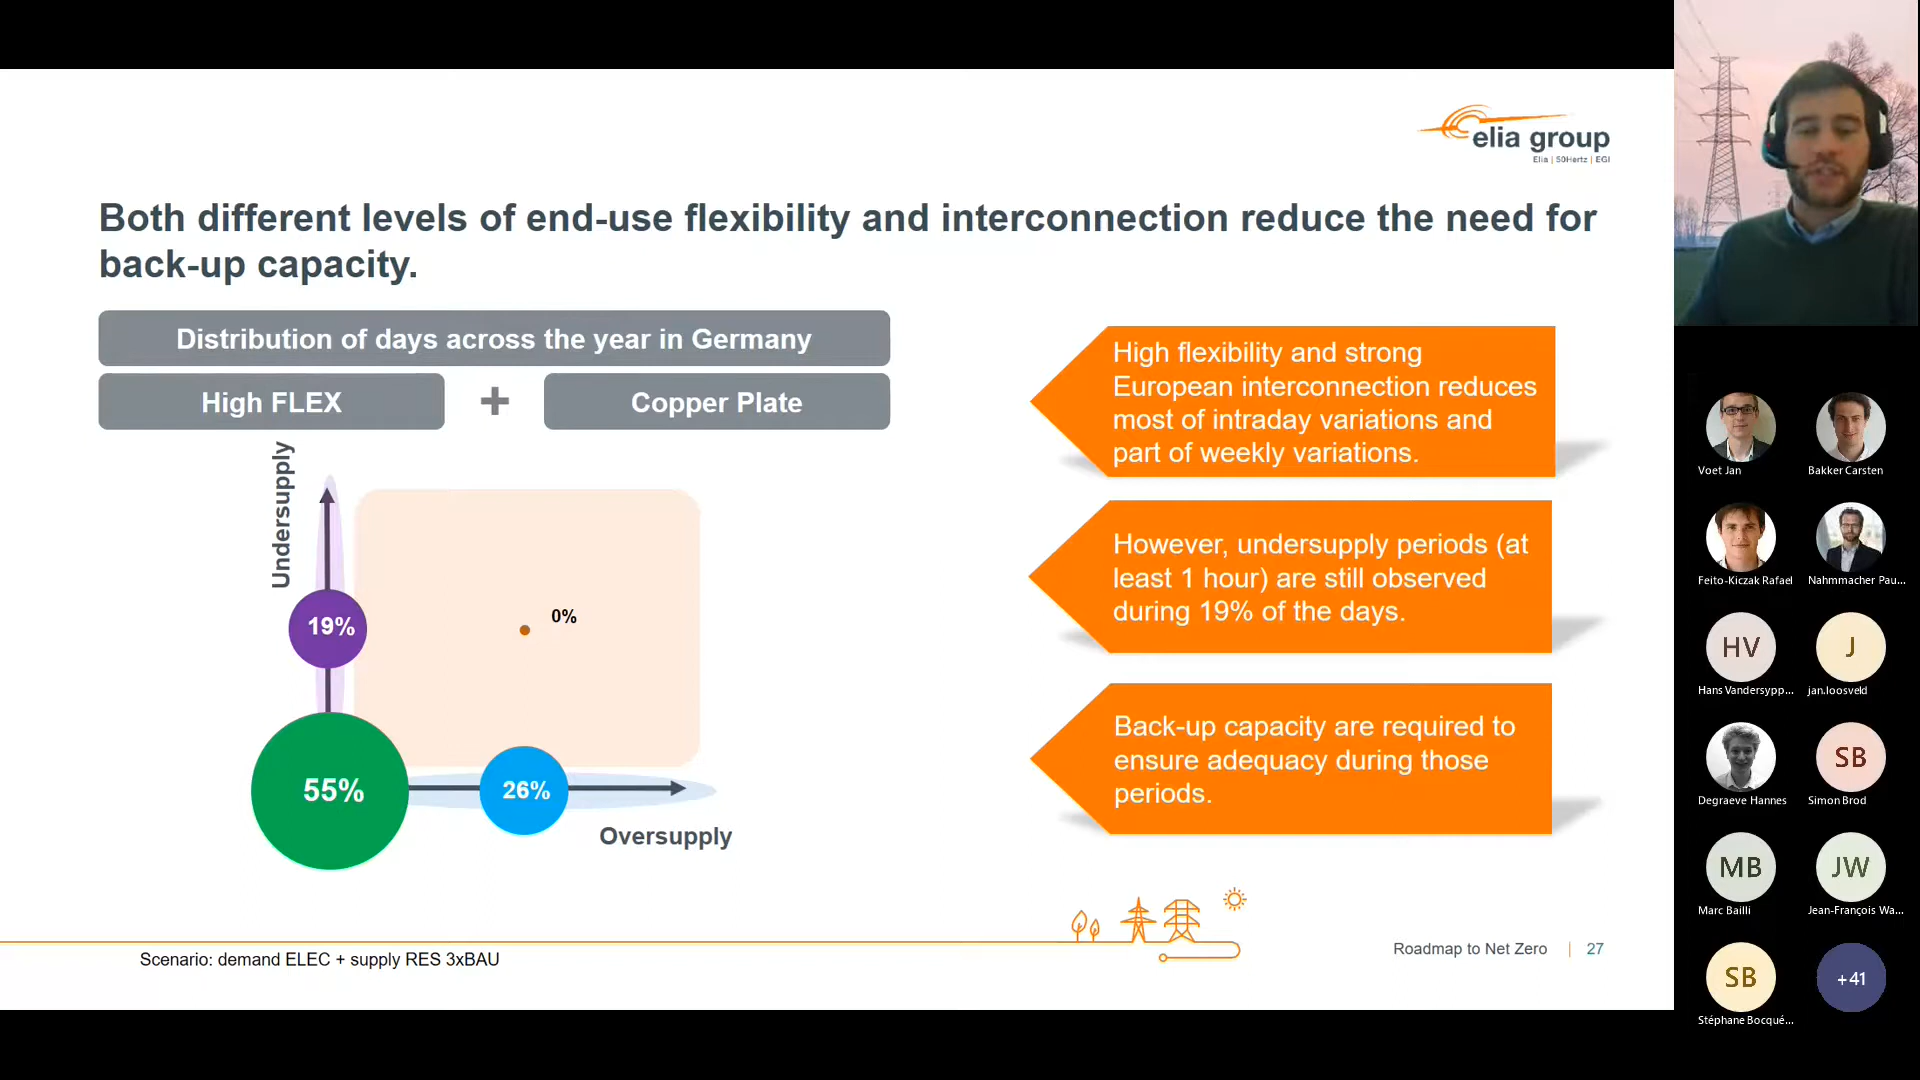 elia group
Elia | 50Hertz | EGI
Both different levels of end-use flexibility and interconnection reduce the need for
back-up capacity.
Distribution of days across the year in Germany
High FLEX
+
Copper Plate
Undersupply
19%
0%
55%
26%
Oversupply
High flexibility and strong
European interconnection reduces
most of intraday variations and
part of weekly variations.
However, undersupply periods (at
least 1 hour) are still observed
during 19% of the days.
Back-up capacity are required to
ensure adequacy during those
periods.
Scenario: demand ELEC + supply RES 3xBAU
Roadmap to Net Zero | 27
Voet Jan
Bakker Carsten
Feito-Kiczak Rafael
Nahmmacher Pau...
HV
J
Hans Vandersypp...
jan.loosveld
Degraeve Hannes
SB
Simon Brod
MB
JW
Marc Bailli
Jean-François Wa...
SB
+41
Stéphane Bocqué...